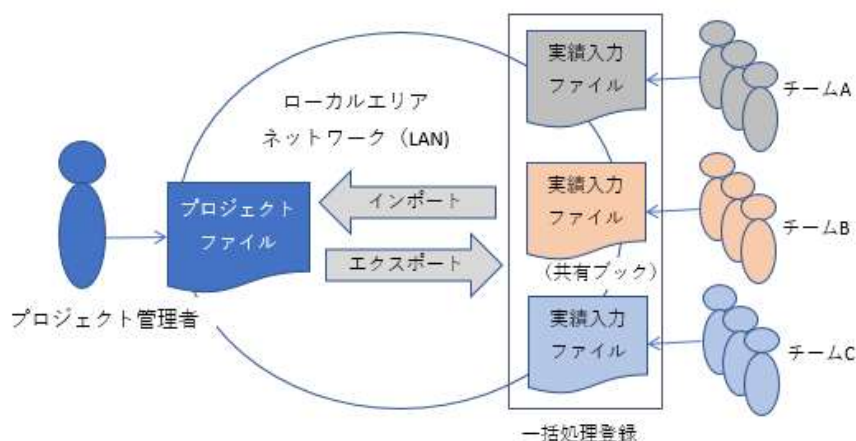 実績入力
ファイル
チームA
ローカルエリア
ネットワーク（LAN)
プロジェクト
ファイル
インポート
エクスポート
実績入力
ファイル
（共有ブック）
チームB
プロジェクト管理者
実績入力
ファイル
チームC
一括処理登録